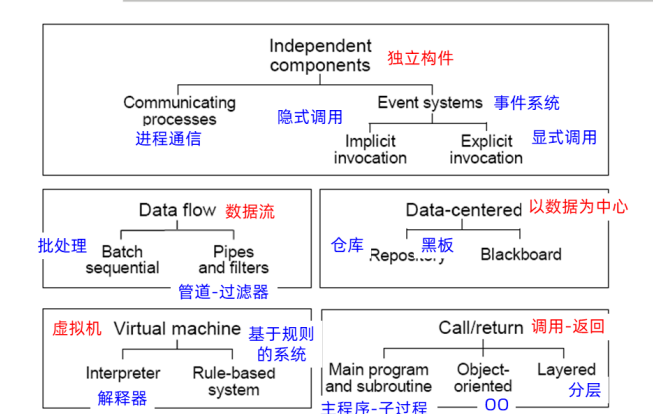 Independent
components
独立构件
Communicating
processes
进程通信
隐式调用
Event systems
事件系统
Implicit
invocation
Explicit
invocation
显式调用
Data flow
数据流
批处理
Batch
sequential
Pipes
and filters
管道-过滤器
Data-centered
以数据为中心
仓库
Repository
黑板
Blackboard
虚拟机
Virtual machine
基于规则
的系统
Interpreter
解释器
Rule-based
system
Call/return
调用-返回
Main program
and subroutine
主程序-子过程
Object-
oriented
OO
Layered
分层